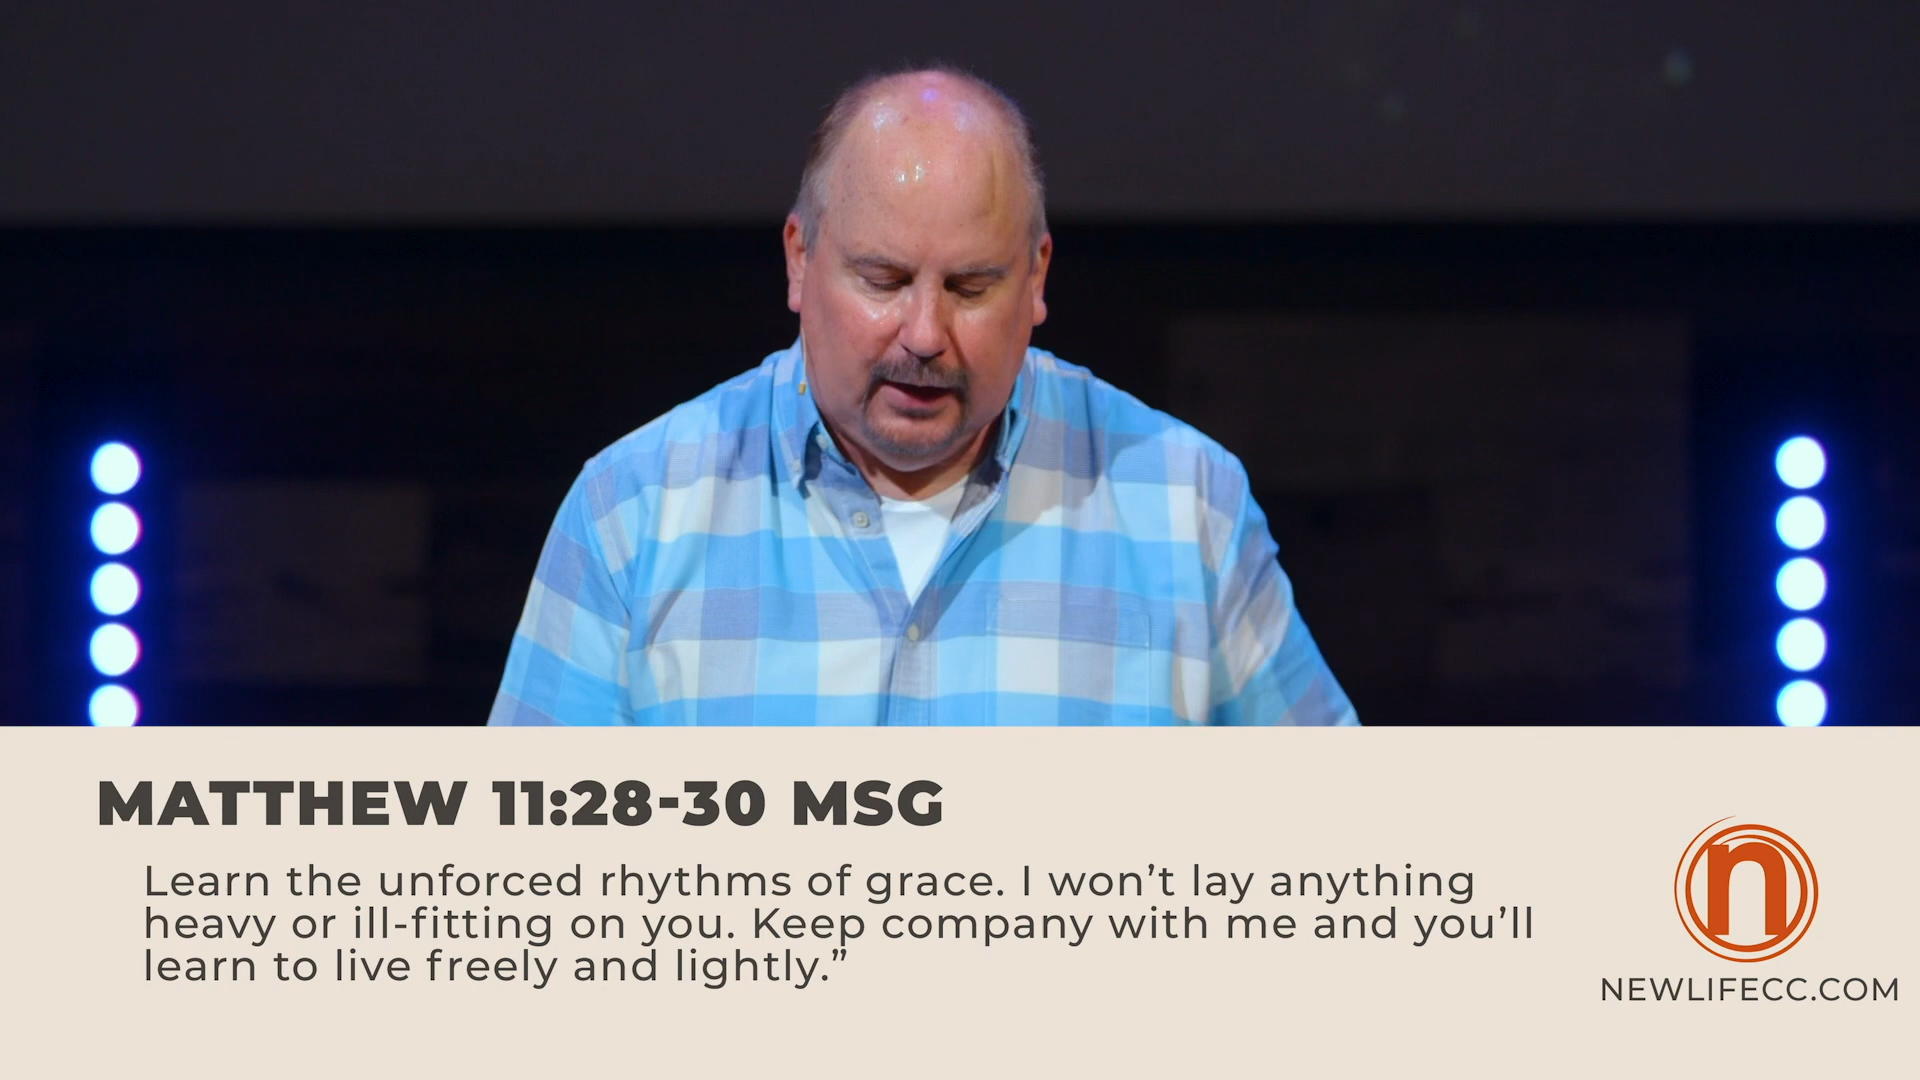 MATTHEW 11:28-30 MSG
Learn the unforced rhythms of grace. I won’t lay anything
heavy or ill-fitting on you. Keep company with me and you’ll
learn to live freely and lightly.”
n
NEWLIFECC.COM